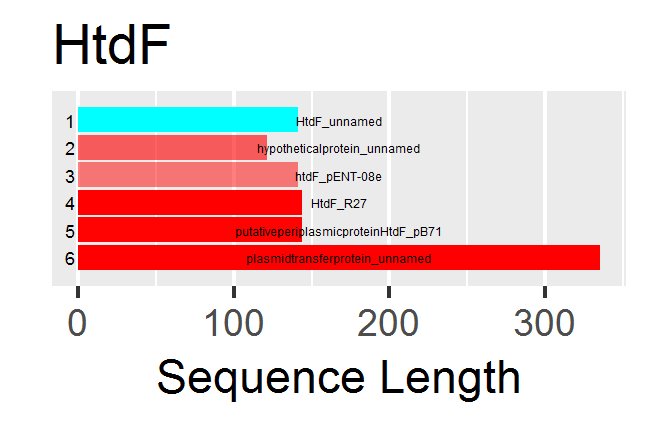 HtdF
1 HtdF_unnamed
2 hypotheticalprotein_unnamed
3 htdF_pENT-08e
4 HtdF_R27
5 putativeperiplasmicproteinHtdF_pB71
6 plasmidtransferprotein_unnamed
0 100 200 300
Sequence Length